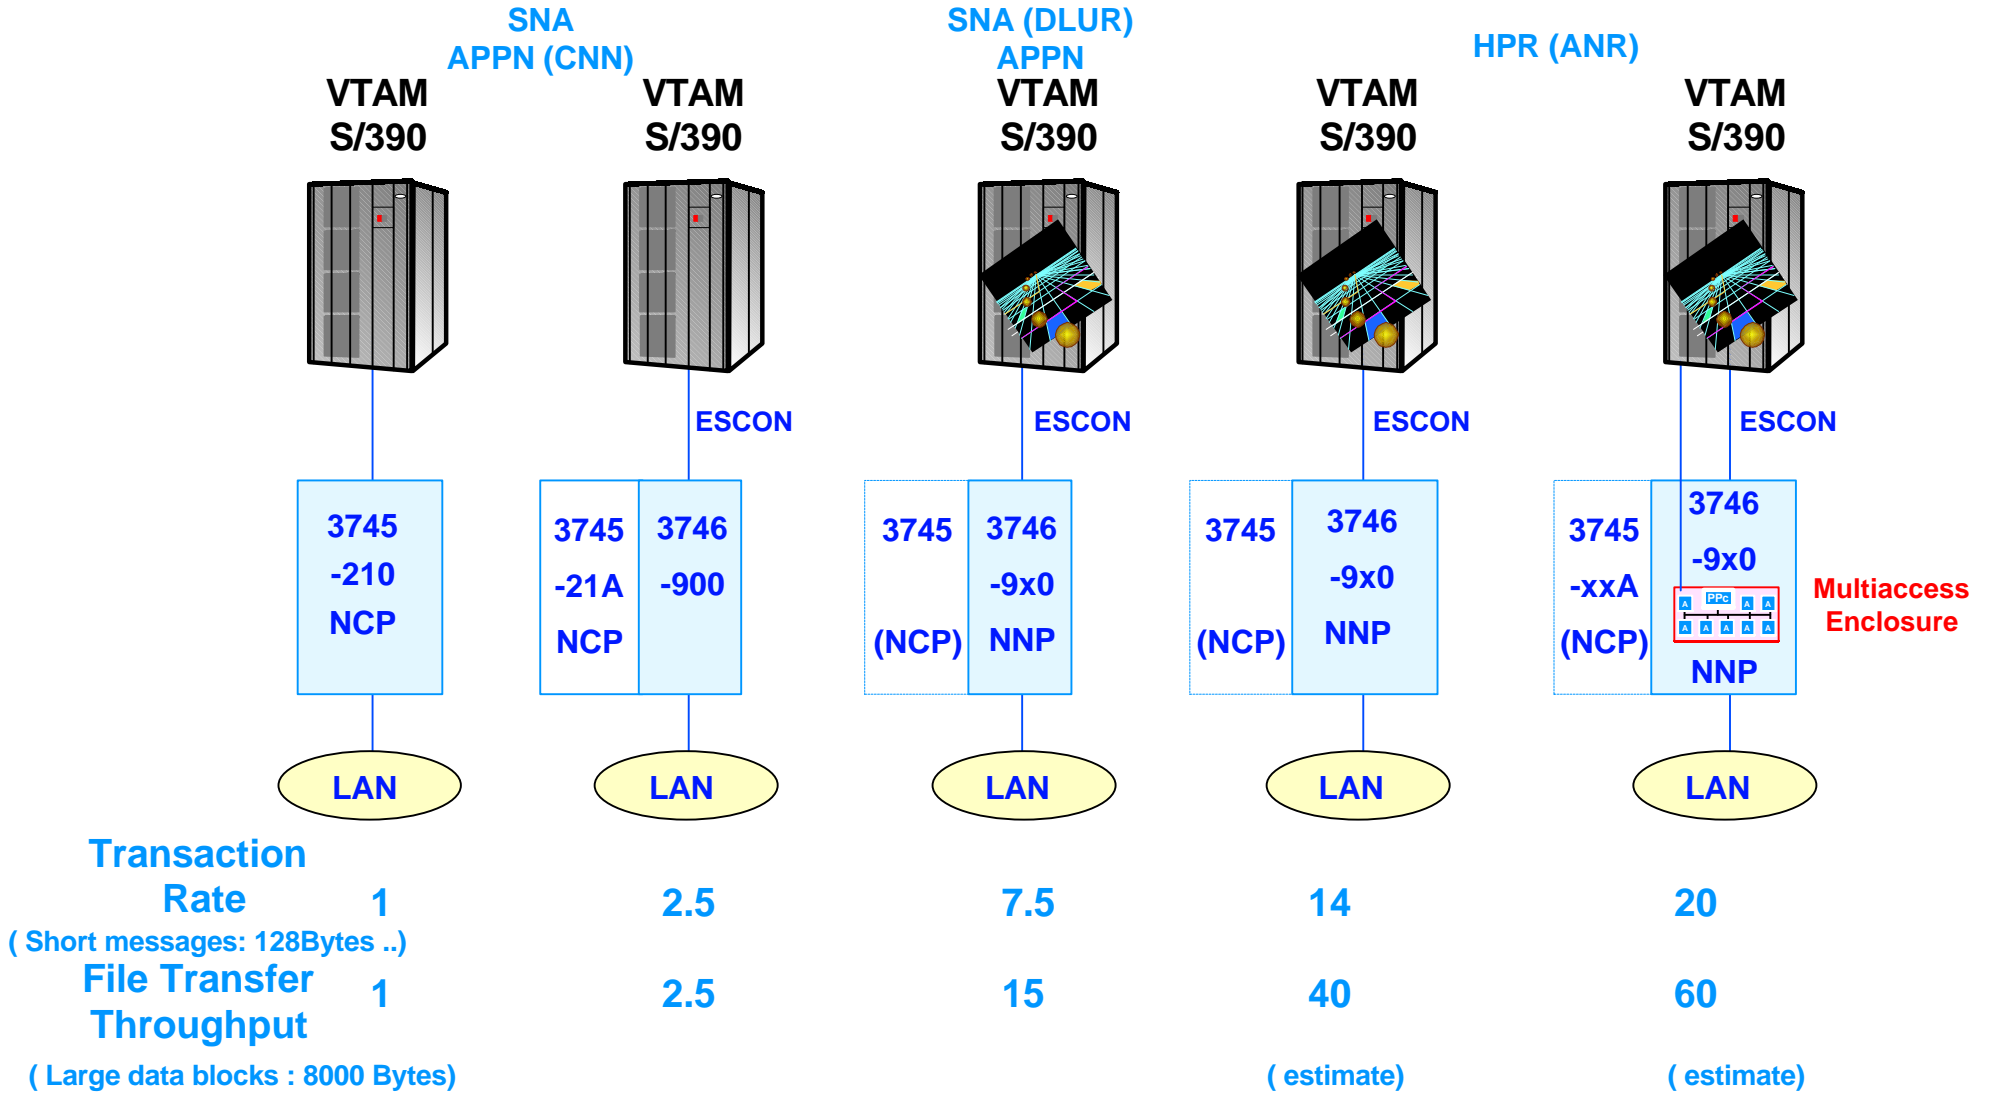 SNA
APPN (CNN)
SNA (DLUR)
APPN
HPR (ANR)
VTAM
S/390
VTAM
S/390
VTAM
S/390
VTAM
S/390
VTAM
S/390
ESCON
ESCON
ESCON
ESCON
3745
-210
NCP
3745
-21A
NCP
3746
-900
3745
(NCP)
3746
-9x0
NNP
3745
(NCP)
3746
-9x0
NNP
3745
-xxA
(NCP)
3746
-9x0
A PPc A A
A A A A A
NNP
Multiaccess
Enclosure
LAN
LAN
LAN
LAN
LAN
Transaction
Rate 1 2.5 7.5 14 20
( Short messages: 128Bytes ..)
File Transfer
Throughput 1 2.5 15 40 60
( Large data blocks : 8000 Bytes) ( estimate) ( estimate)